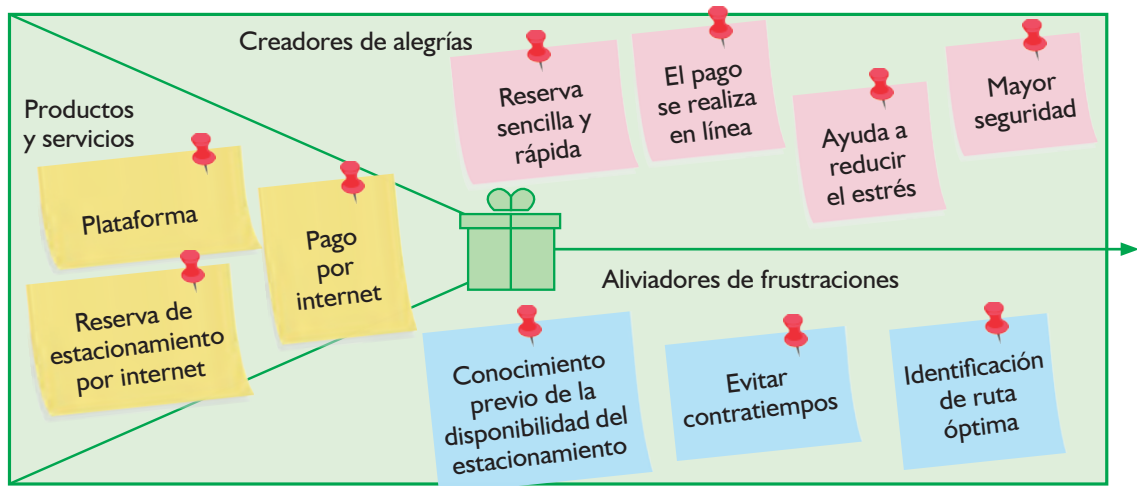 Creadores de alegrías
Productos
y servicios
Plataforma
Reserva de
estacionamiento
por internet
Pago
por
internet
Reserva
sencilla y
rápida
El pago
se realiza
en línea
Ayuda a
reducir
el estrés
Mayor
seguridad
Aliviadores de frustraciones
Conocimiento
previo de la
disponibilidad del
estacionamiento
Evitar
contratiempos
Identificación
de ruta
óptima